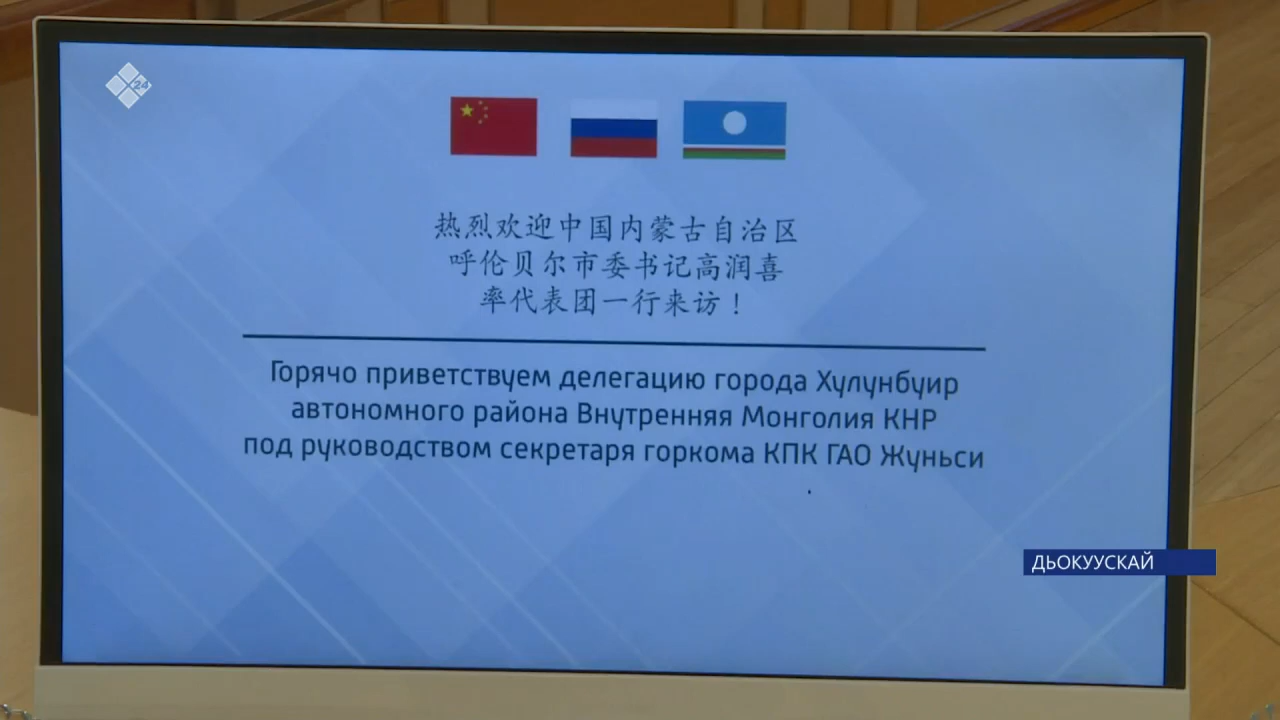 24
热烈欢迎中国内蒙古自治区
呼伦贝尔市委书记高润喜
率代表团一行来访！
Горячо приветствуем делегацию города Хулунбуир
автономного района Внутренняя Монголия КНР
под руководством секретаря горкома КПК ГАО Жуньси
.
ДЬОКУУСКАЙ